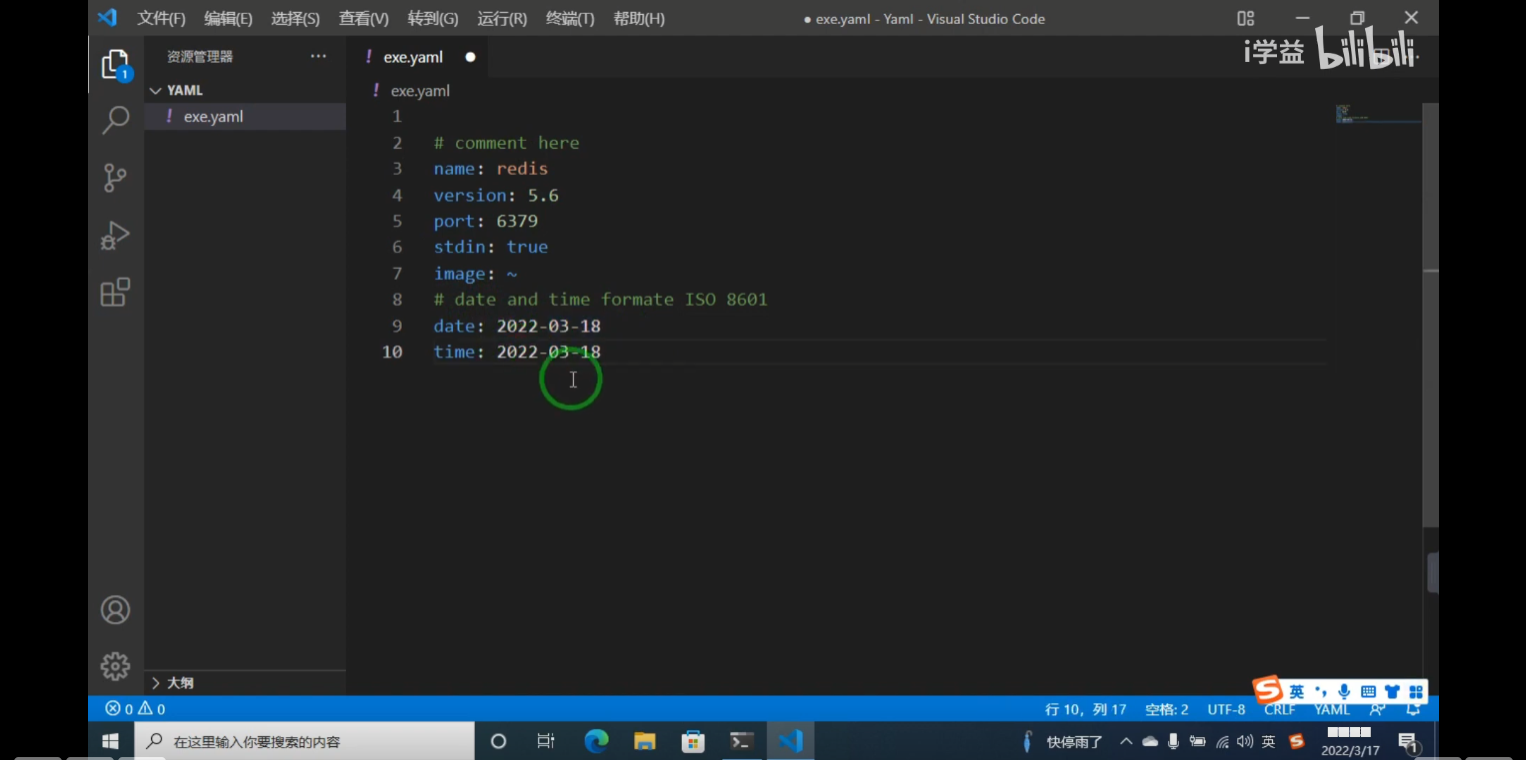 文件(F) 编辑(E) 选择(S) 查看(V) 转到(G) 运行(R) 终端(T) 帮助(H) ● exe.yaml - Yaml - Visual Studio Code
i学益 bilibili
资源管理器 ··· ! exe.yaml ●
YAML
! exe.yaml
! exe.yaml
1
2 # comment here
3 name: redis
4 version: 5.6
5 port: 6379
6 stdin: true
7 image: ~
8 # date and time formate ISO 8601
9 date: 2022-03-18
10 time: 2022-03-18
1
大纲
英
0 0 行 10，列 17 空格: 2 UTF-8 CRLF YAML
在这里输入你要搜索的内容 快停雨了 英
2022/3/17
1